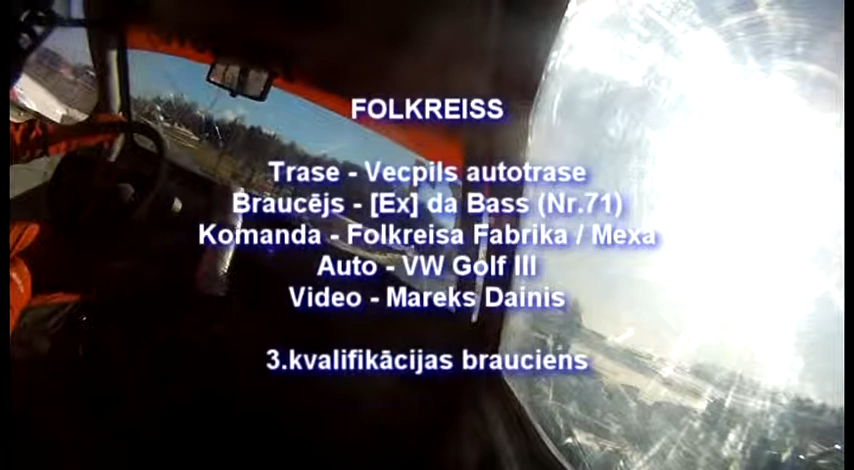 FOLKREISS
Trase - Vecpils autotrase
Braucējs - [Ex] da Bass (Nr.71)
Komanda - Folkreisa Fabrika / Mexa
Auto - VW Golf III
Video - Mareks Dainis
3.kvalifikācijas brauciens